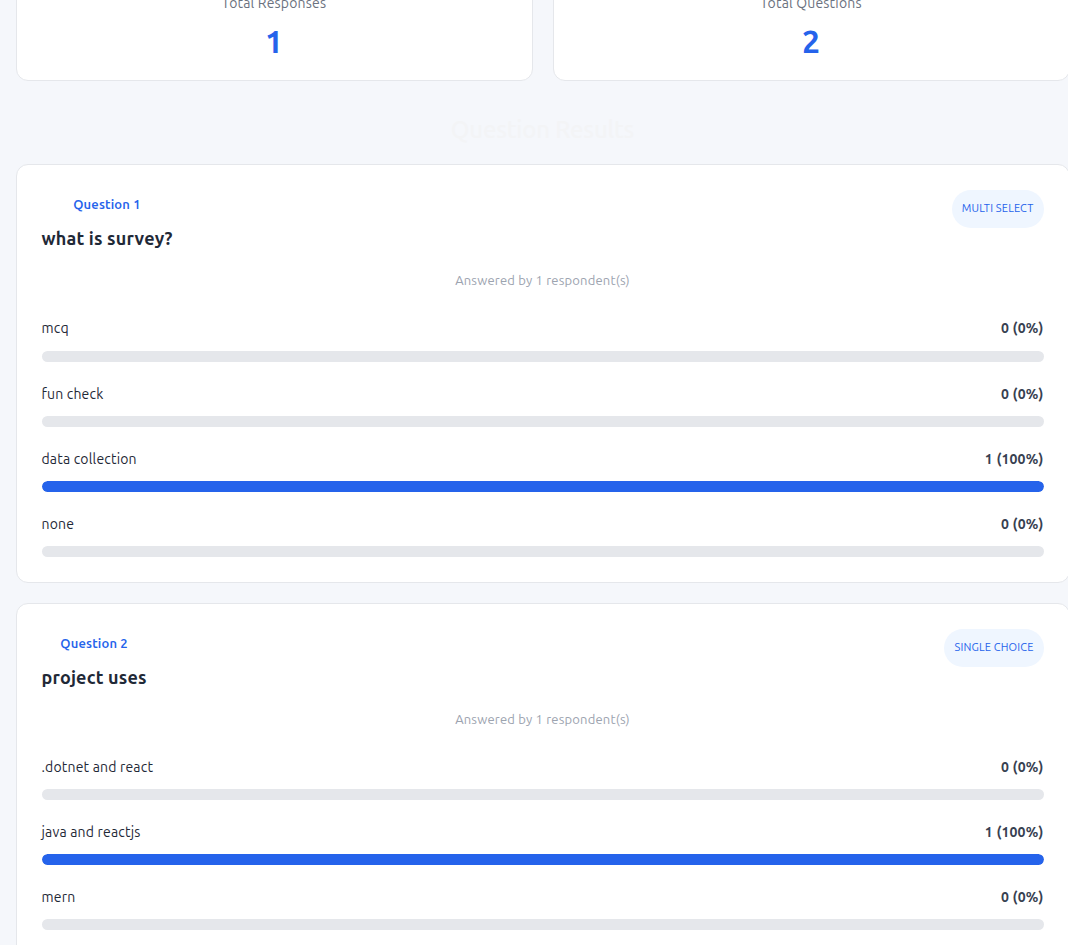 Total Responses
Total Questions
1
2
Question Results
Question 1
MULTI SELECT
what is survey?
Answered by 1 respondent(s)
mcq
0 (0%)
fun check
0 (0%)
data collection
1 (100%)
none
0 (0%)
Question 2
SINGLE CHOICE
project uses
Answered by 1 respondent(s)
.dotnet and react
0 (0%)
java and reactjs
1 (100%)
mern
0 (0%)